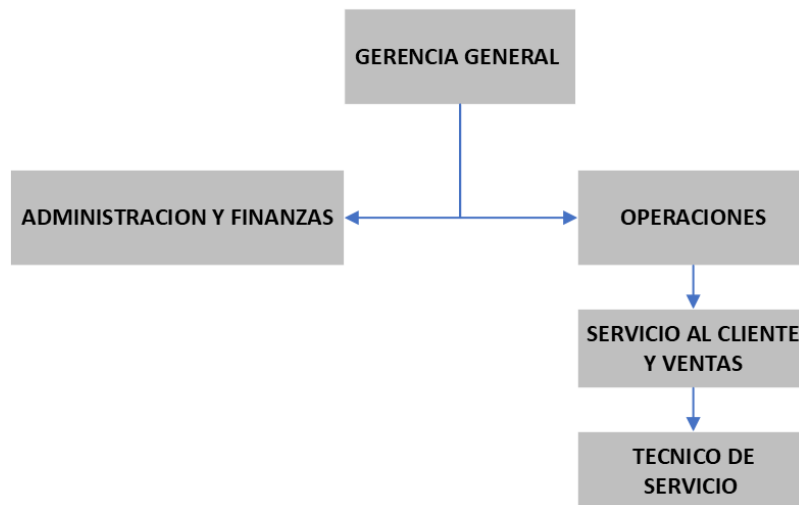 GERENCIA GENERAL
ADMINISTRACION Y FINANZAS
OPERACIONES
SERVICIO AL CLIENTE
Y VENTAS
TECNICO DE
SERVICIO